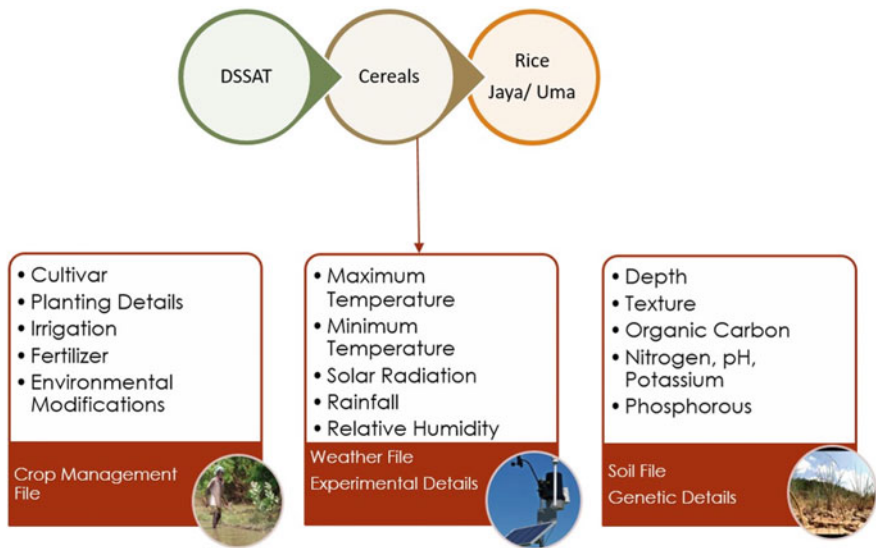 DSSAT
Cereals
Rice
Jaya/ Uma
• Cultivar
• Planting Details
• Irrigation
• Fertilizer
• Environmental
Modifications
Crop Management
File
• Maximum
Temperature
• Minimum
Temperature
• Solar Radiation
• Rainfall
• Relative Humidity
Weather File
Experimental Details
• Depth
• Texture
• Organic Carbon
• Nitrogen, pH,
Potassium
• Phosphorous
Soil File
Genetic Details